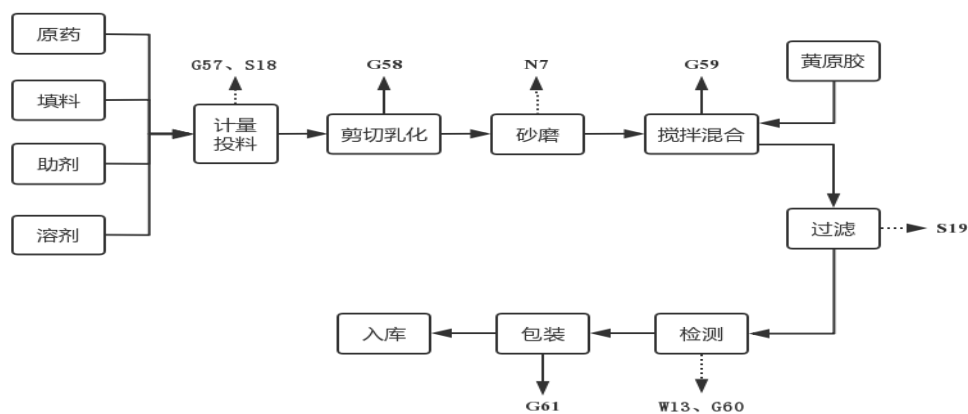 原药
填料
助剂
溶剂
G57、S18
计量
投料
G58
剪切乳化
N7
砂磨
G59
搅拌混合
黄原胶
过滤
S19
检测
W13、G60
包装
G61
入库